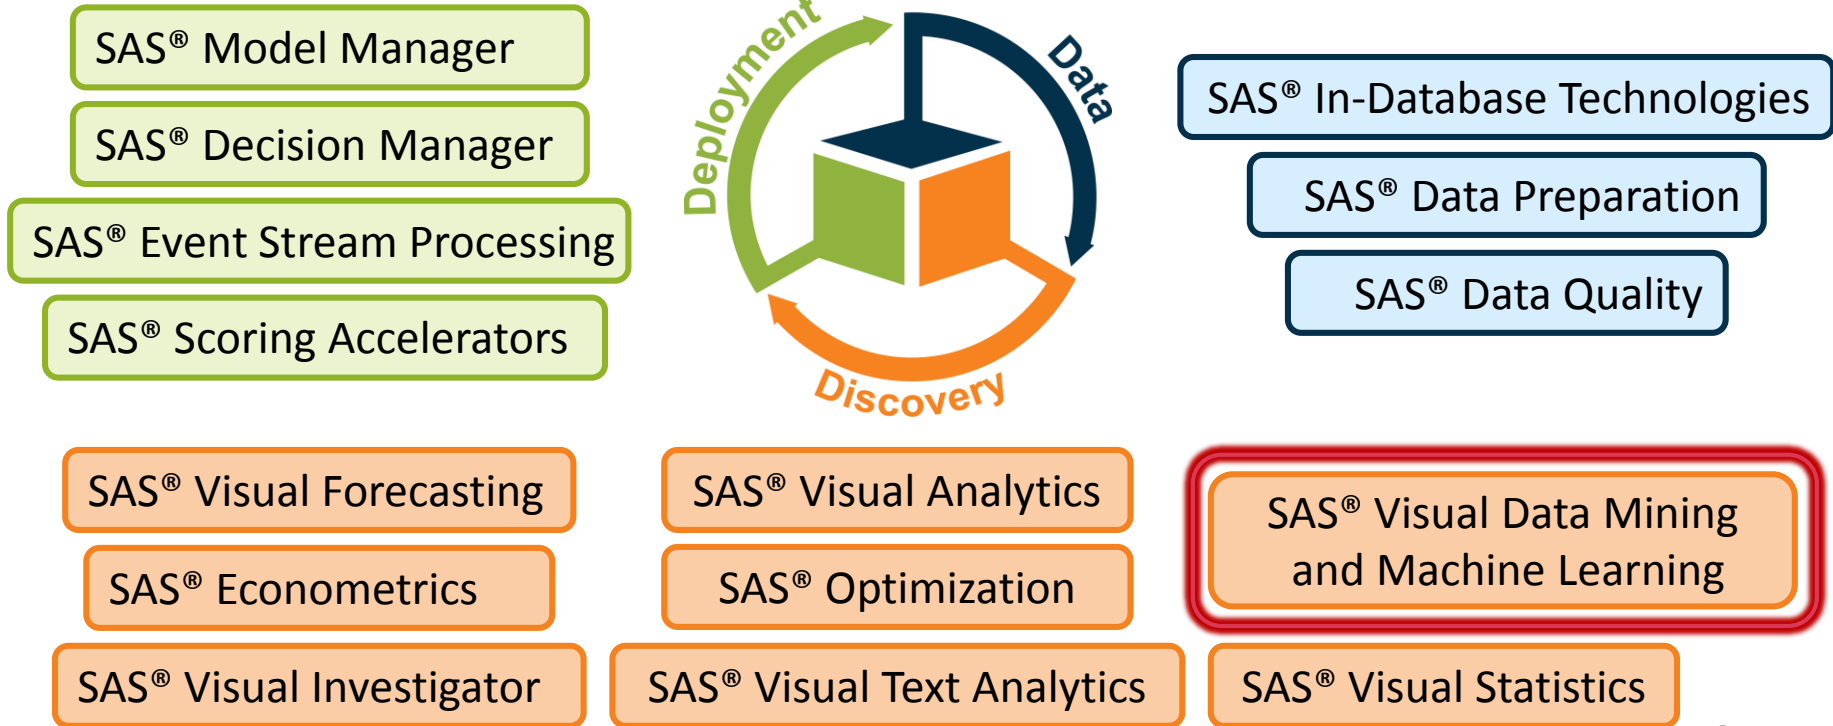 SAS® Model Manager
SAS® Decision Manager
SAS® Event Stream Processing
SAS® Scoring Accelerators
Deployment
Data
Discovery
SAS® In-Database Technologies
SAS® Data Preparation
SAS® Data Quality
SAS® Visual Forecasting
SAS® Econometrics
SAS® Visual Investigator
SAS® Visual Analytics
SAS® Optimization
SAS® Visual Text Analytics
SAS® Visual Data Mining
and Machine Learning
SAS® Visual Statistics